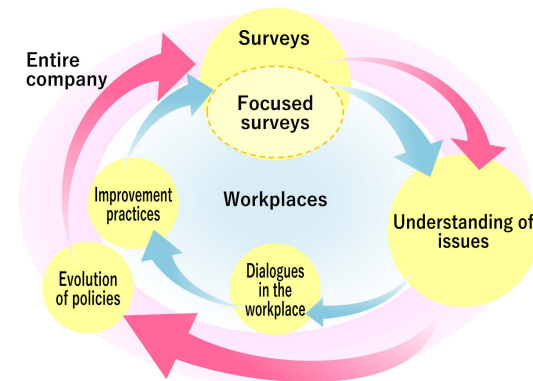 Surveys
Entire
company
Focused
surveys
Improvement
practices
Workplaces
Understanding of
issues
Evolution
of policies
Dialogues
in the
workplace